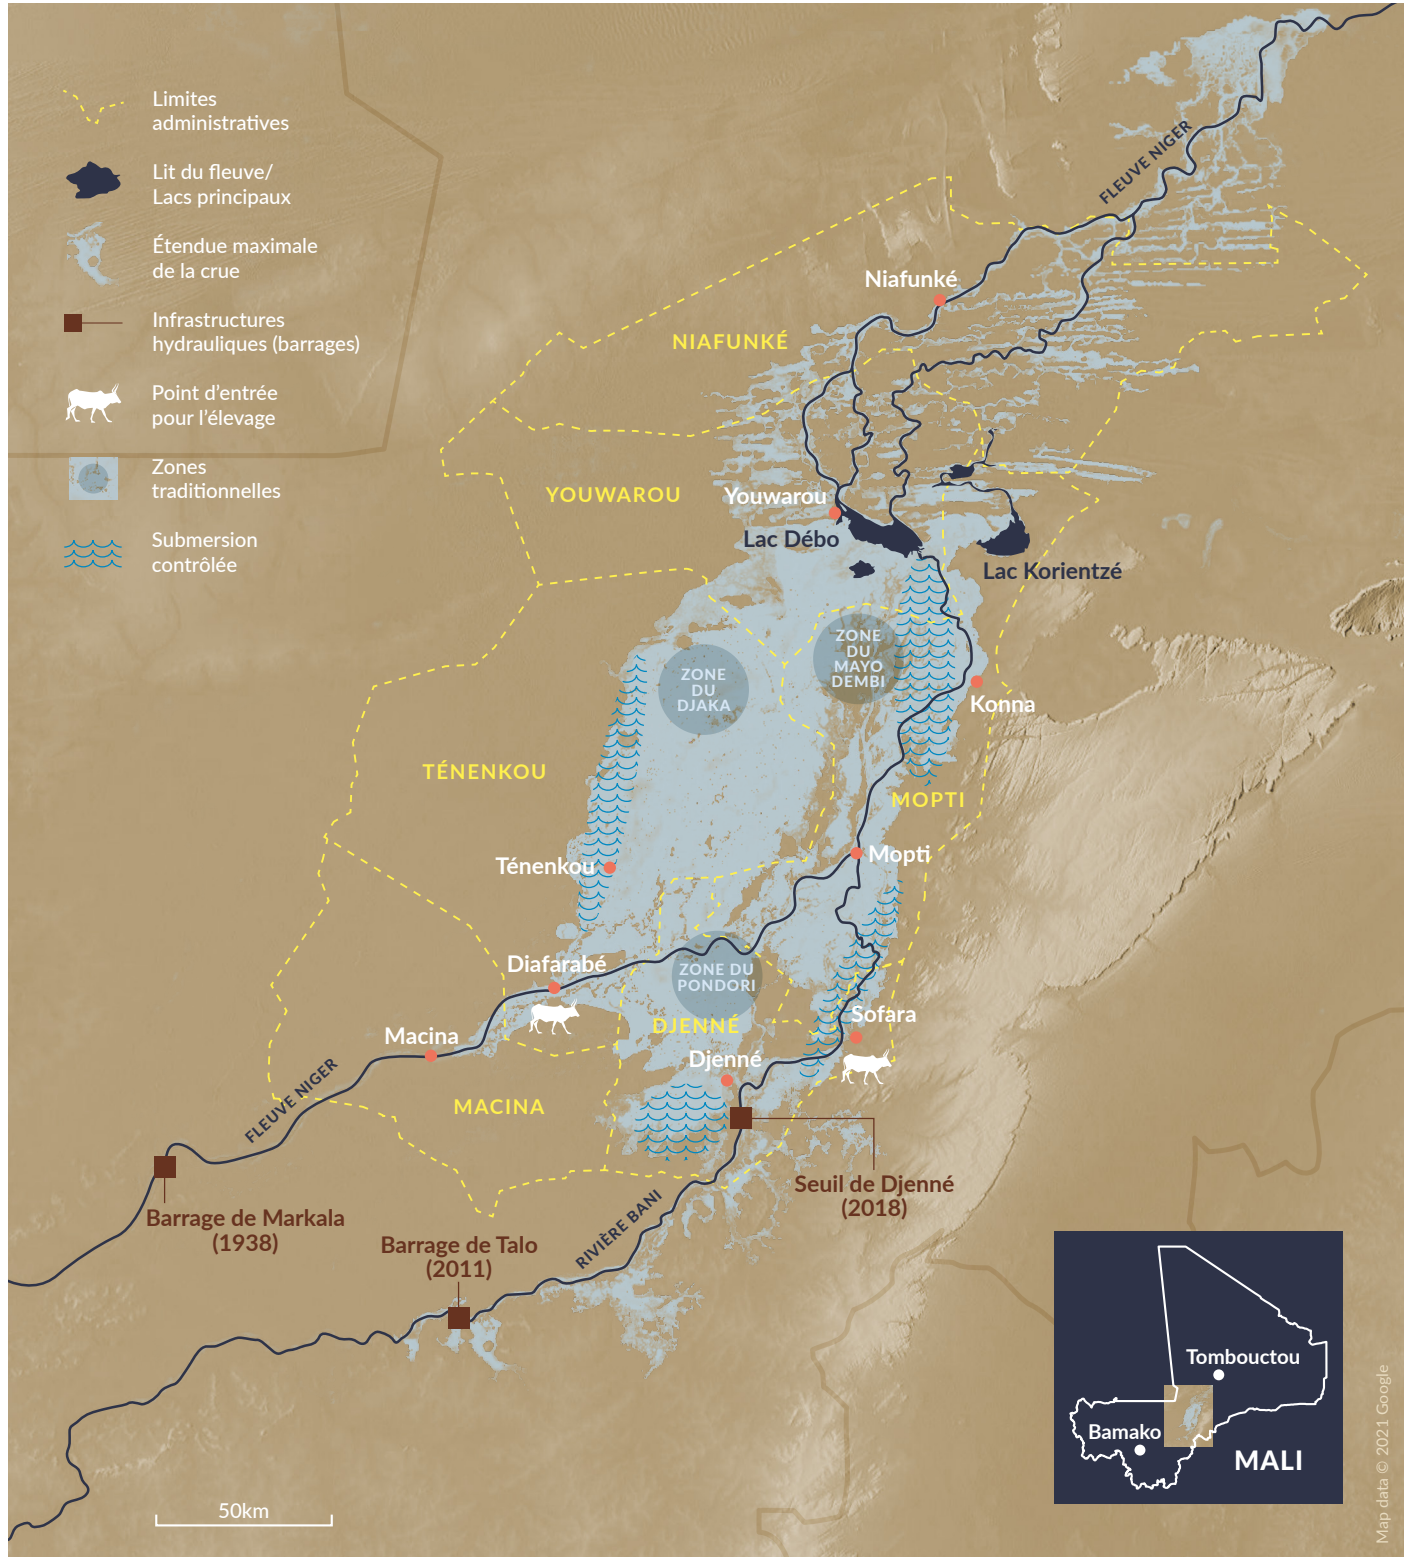 Limites
administratives
Lit du fleuve/
Lacs principaux
Étendue maximale
de la crue
Infrastructures
hydrauliques (barrages)
Point d'entrée
pour l'élevage
Zones
traditionnelles
Submersion
contrôlée
FLEUVE NIGER
Niafunké
NIAFUNKÉ
YOUWAROU
Youwarou
Lac Débo
Lac Korientzé
ZONE
DU
MAYO
DEMBI
ZONE
DU
DJAKA
Konna
TÉNENKOU
MOPTI
Mopti
Ténenkou
Diafarabé
ZONE DU
PONDORI
Sofara
DJENNÉ
Macina
Djenné
FLEUVE NIGER
MACINA
Seuil de Djenné
(2018)
Barrage de Markala
(1938)
RIVIÈRE BANI
Barrage de Talo
(2011)
Tombouctou
Bamako
MALI
50km
Map data © 2021 Google